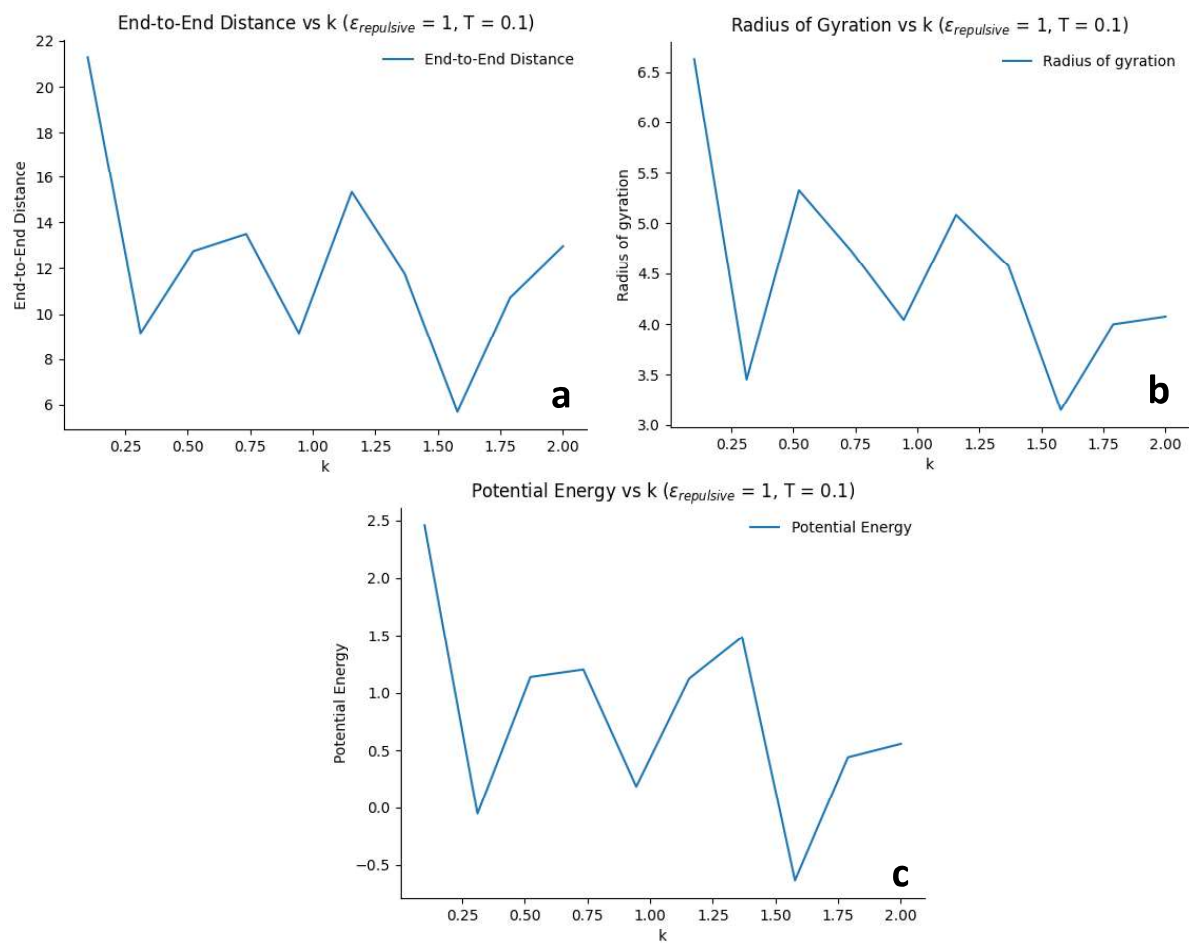 End-to-End Distance vs k (ε_repulsive = 1, T = 0.1)
End-to-End Distance
End-to-End Distance
22
20
18
16
14
12
10
8
6
0.25 0.50 0.75 1.00 1.25 1.50 1.75 2.00
k
a
Radius of Gyration vs k (ε_repulsive = 1, T = 0.1)
Radius of gyration
Radius of gyration
6.5
6.0
5.5
5.0
4.5
4.0
3.5
3.0
0.25 0.50 0.75 1.00 1.25 1.50 1.75 2.00
k
b
Potential Energy vs k (ε_repulsive = 1, T = 0.1)
Potential Energy
Potential Energy
2.5
2.0
1.5
1.0
0.5
0.0
−0.5
0.25 0.50 0.75 1.00 1.25 1.50 1.75 2.00
k
c